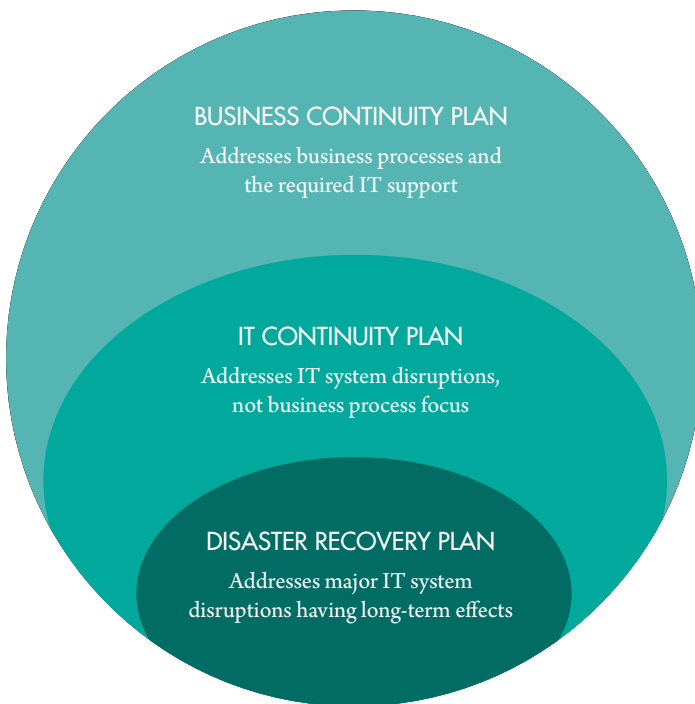 BUSINESS CONTINUITY PLAN
Addresses business processes and
the required IT support
IT CONTINUITY PLAN
Addresses IT system disruptions,
not business process focus
DISASTER RECOVERY PLAN
Addresses major IT system
disruptions having long-term effects